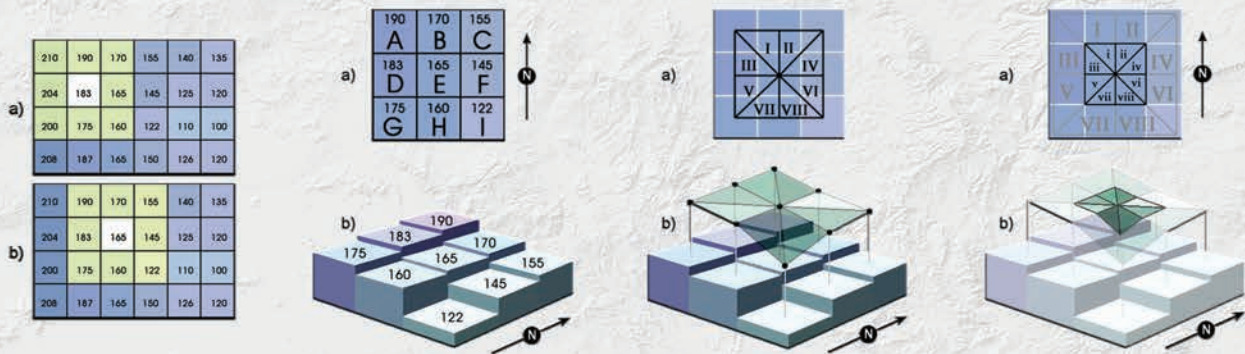 a)
210 190 170 155 140 135
204 183 165 145 125 120
200 175 160 122 110 100
208 187 165 150 126 120
b)
210 190 170 155 140 135
204 183 165 145 125 120
200 175 160 122 110 100
208 187 165 150 126 120
a)
190 170 155
A B C
183 165 145
D E F
175 160 122
G H I
N
b)
190
183 170
175 165 155
160 145
122
N
a)
I II
III IV
V VI
VII VIII
b)
N
a)
I II
III IV
V VI
VII VIII
i ii
iii iv
v vi
vii viii
N
b)
N